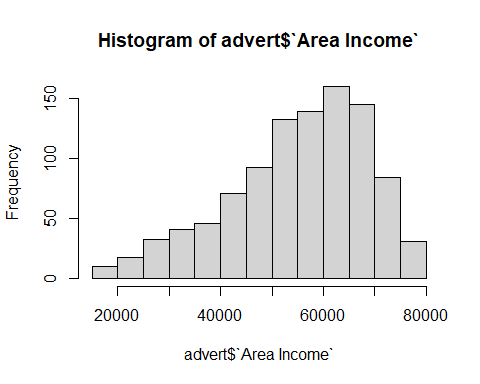 Histogram of advert$`Area Income`
Frequency
150
100
50
0
20000 40000 60000 80000
advert$`Area Income`